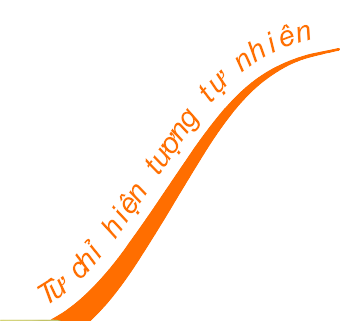 Từ chỉ hiện tượng tự nhiên